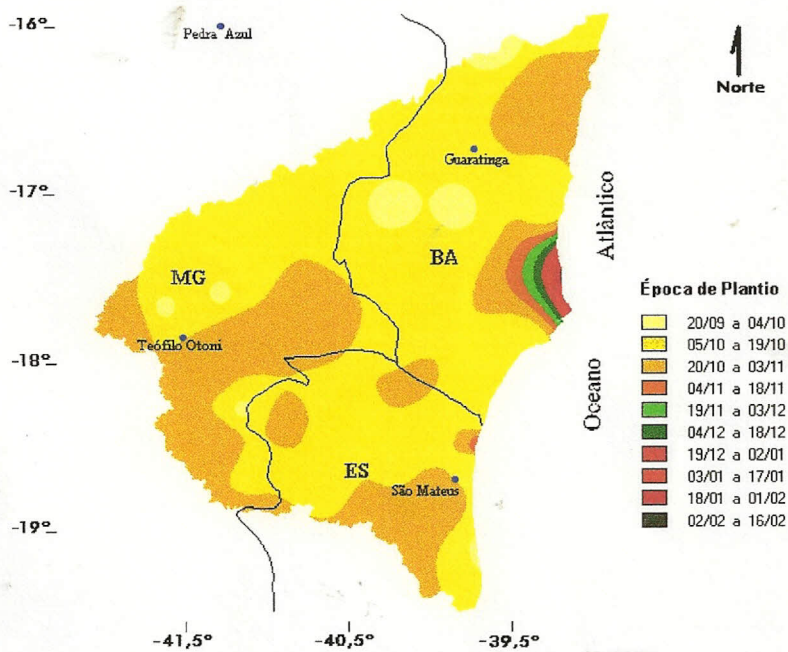 -16°
Pedra Azul
Norte
Guaratinga
-17°
Atlântico
BA
MG
Época de Plantio
20/09 a 04/10
05/10 a 19/10
20/10 a 03/11
04/11 a 18/11
19/11 a 03/12
04/12 a 18/12
19/12 a 02/01
03/01 a 17/01
18/01 a 01/02
02/02 a 16/02
Teófilo Otoni
-18°
Oceano
ES
São Mateus
-19°
-41,5°
-40,5°
-39,5°